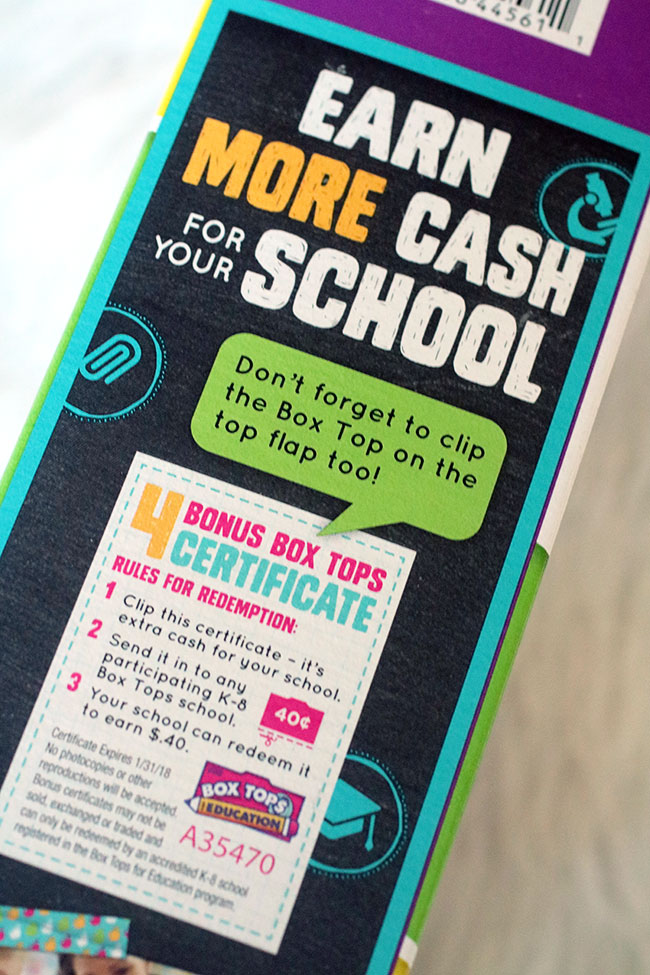 44561 1
EARN
MORE CASH
FOR YOUR SCHOOL
Don't forget to clip
the Box Top on the
top flap too!
4 BONUS BOX TOPS
CERTIFICATE
RULES FOR REDEMPTION:
1 Clip this certificate – it's
extra cash for your school.
2 Send it in to any
participating K-8
Box Tops school.
40¢
3 Your school can redeem it
to earn $.40.
Certificate Expires 1/31/18
No photocopies or other
reproductions will be accepted.
Bonus certificates may not be
sold, exchanged or traded and
can only be redeemed by an accredited K-8 school
registered in the Box Tops for Education program.
BOX TOPS
for EDUCATION
A35470